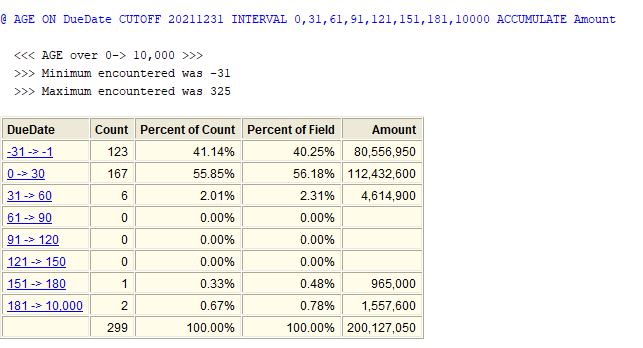 @ AGE ON DueDate CUTOFF 20211231 INTERVAL 0,31,61,91,121,151,181,10000 ACCUMULATE Amount
<<< AGE over 0-> 10,000 >>>
>>> Minimum encountered was -31
>>> Maximum encountered was 325
DueDate Count Percent of Count Percent of Field Amount
-31 -> -1 123 41.14% 40.25% 80,556,950
0 -> 30 167 55.85% 56.18% 112,432,600
31 -> 60 6 2.01% 2.31% 4,614,900
61 -> 90 0 0.00% 0.00%
91 -> 120 0 0.00% 0.00%
121 -> 150 0 0.00% 0.00%
151 -> 180 1 0.33% 0.48% 965,000
181 -> 10,000 2 0.67% 0.78% 1,557,600
299 100.00% 100.00% 200,127,050